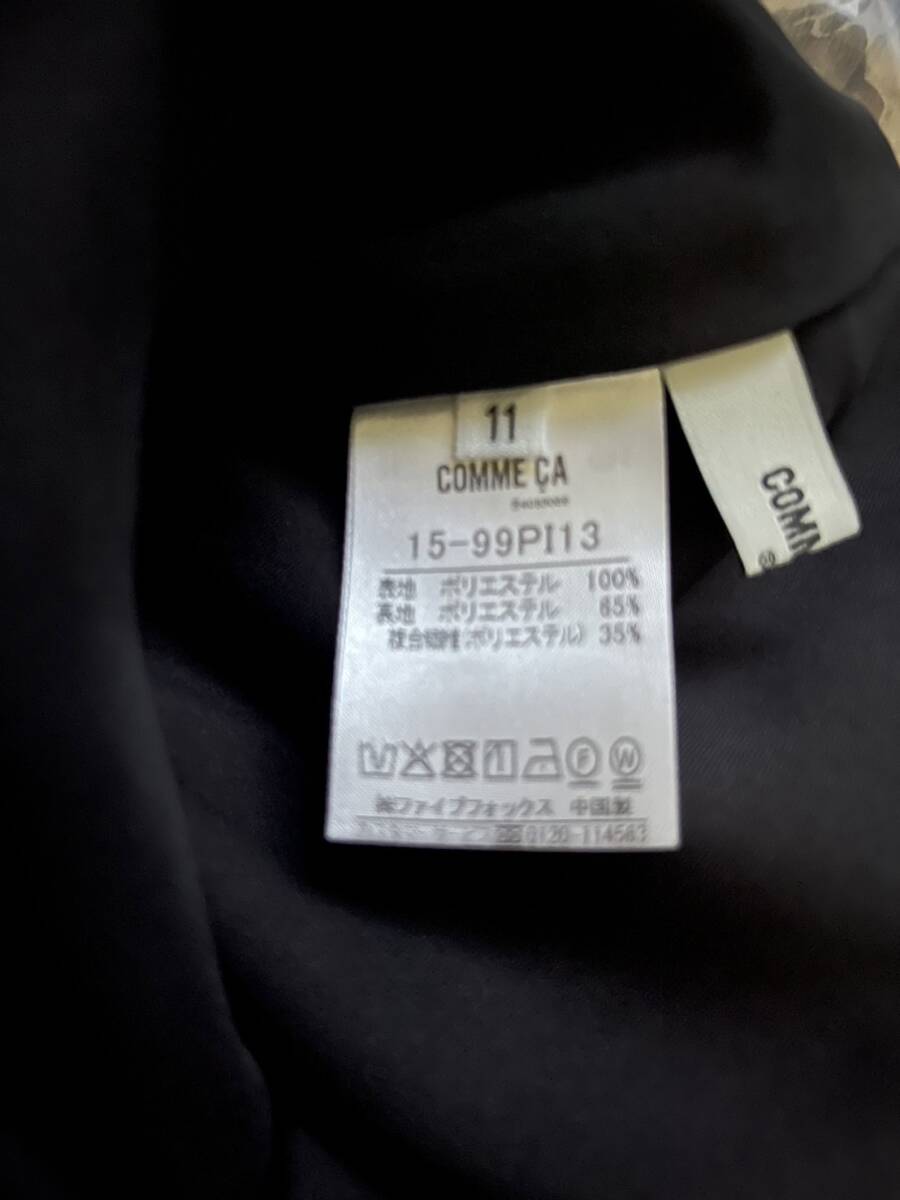 11
COMME ÇA
15-99PI13
表地 ポリエステル 100%
裏地 ポリエステル 65%
複合繊維(ポリエステル) 35%
㈱ファイブフォックス 中国製
0120-114563
COMM